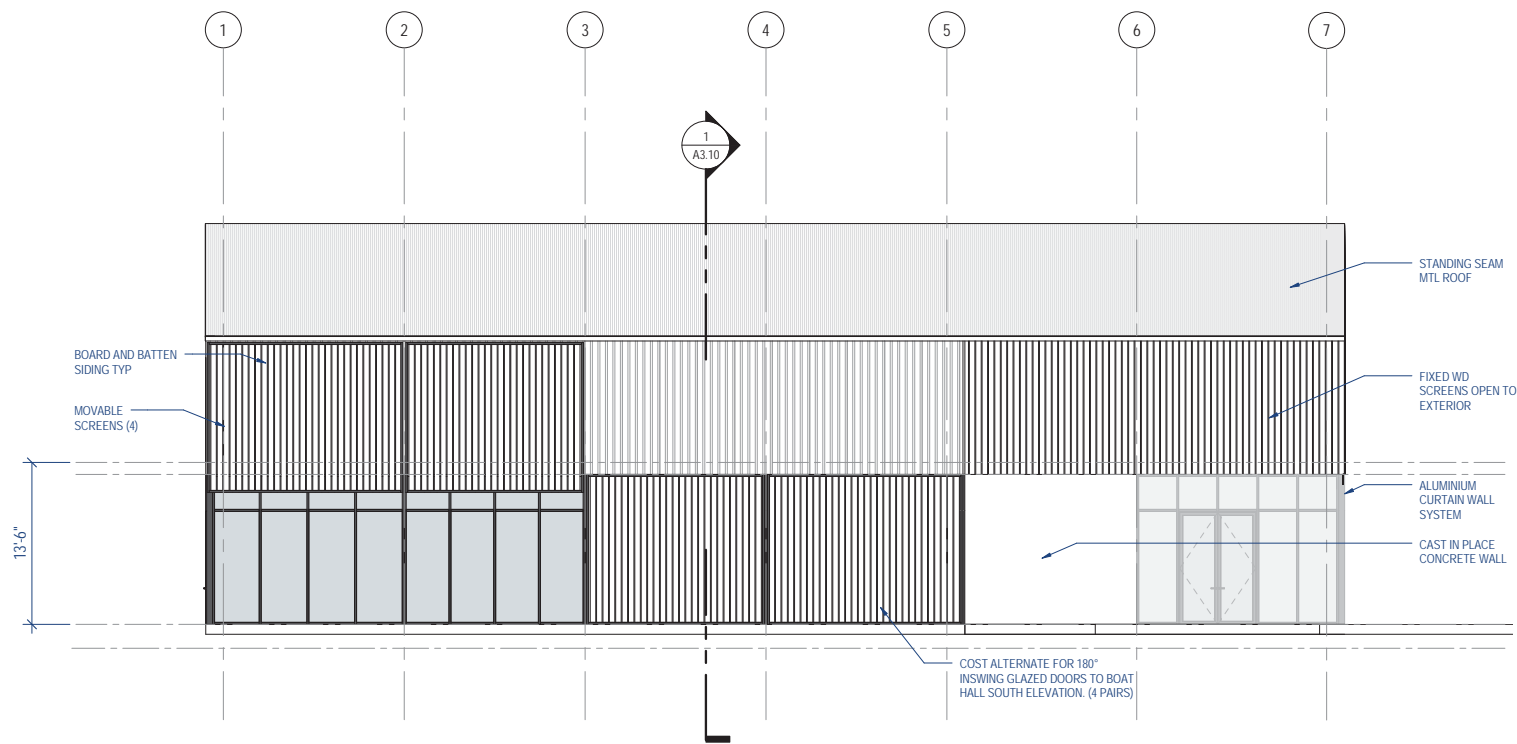 1
2
3
4
5
6
7
1
A3.10
STANDING SEAM
MTL ROOF
BOARD AND BATTEN
SIDING TYP
FIXED WD
SCREENS OPEN TO
EXTERIOR
MOVABLE
SCREENS (4)
ALUMINIUM
CURTAIN WALL
SYSTEM
13'-6"
CAST IN PLACE
CONCRETE WALL
COST ALTERNATE FOR 180°
INSWING GLAZED DOORS TO BOAT
HALL SOUTH ELEVATION. (4 PAIRS)